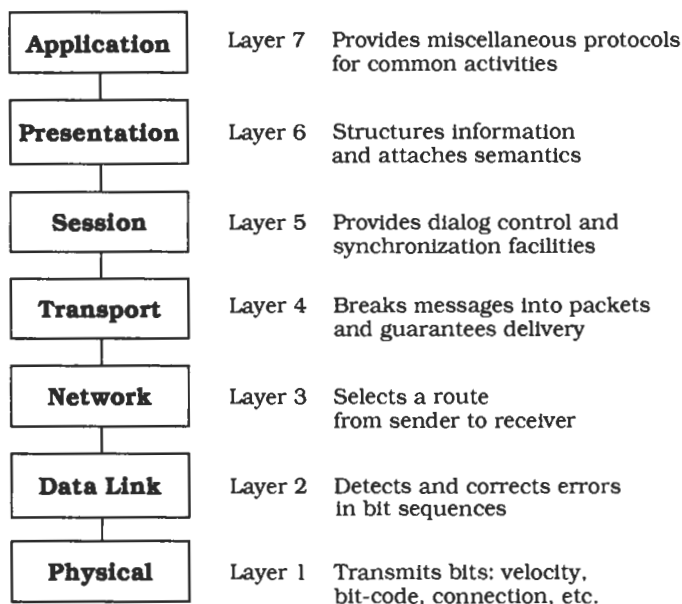 Application Layer 7 Provides miscellaneous protocols
for common activities
Presentation Layer 6 Structures information
and attaches semantics
Session Layer 5 Provides dialog control and
synchronization facilities
Transport Layer 4 Breaks messages into packets
and guarantees delivery
Network Layer 3 Selects a route
from sender to receiver
Data Link Layer 2 Detects and corrects errors
in bit sequences
Physical Layer 1 Transmits bits: velocity,
bit-code, connection, etc.